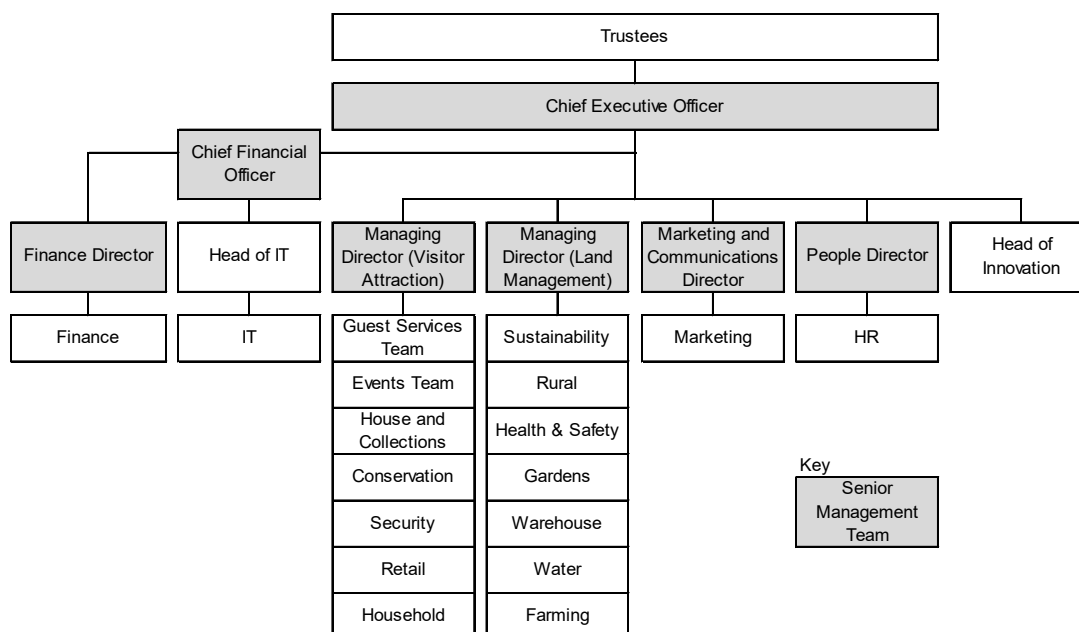 Trustees
Chief Executive Officer
Chief Financial
Officer
Finance Director
Head of IT
Managing
Director (Visitor
Attraction)
Managing
Director (Land
Management)
Marketing and
Communications
Director
People Director
Head of
Innovation
Finance
IT
Guest Services
Team
Sustainability
Marketing
HR
Events Team
Rural
House and
Collections
Health & Safety
Conservation
Gardens
Security
Warehouse
Retail
Water
Household
Farming
Key
Senior
Management
Team